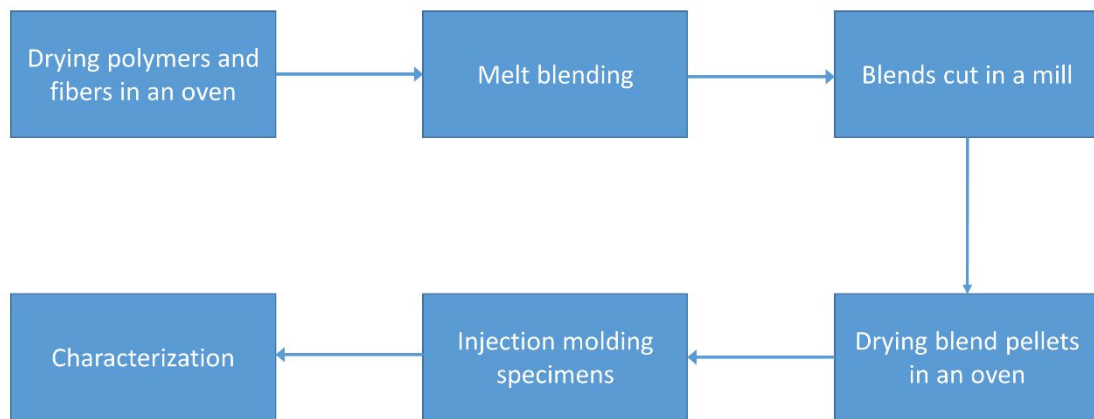 Drying polymers and
fibers in an oven
Melt blending
Blends cut in a mill
Drying blend pellets
in an oven
Injection molding
specimens
Characterization